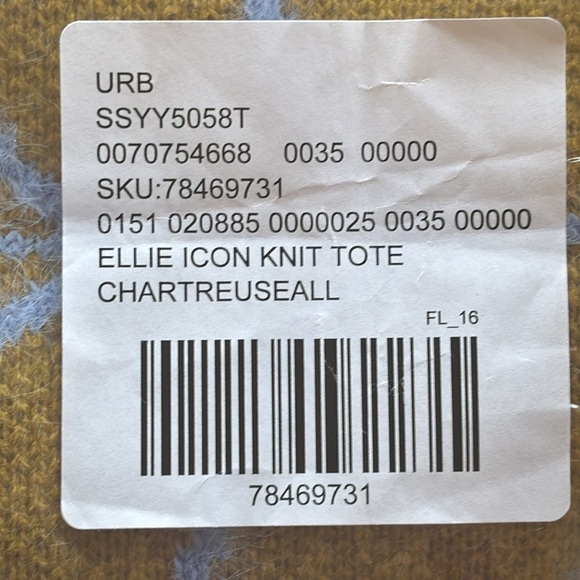 URB
SSYY5058T
0070754668 0035 00000
SKU:78469731
0151 020885 0000025 0035 00000
ELLIE ICON KNIT TOTE
CHARTREUSEALL
FL_16
78469731